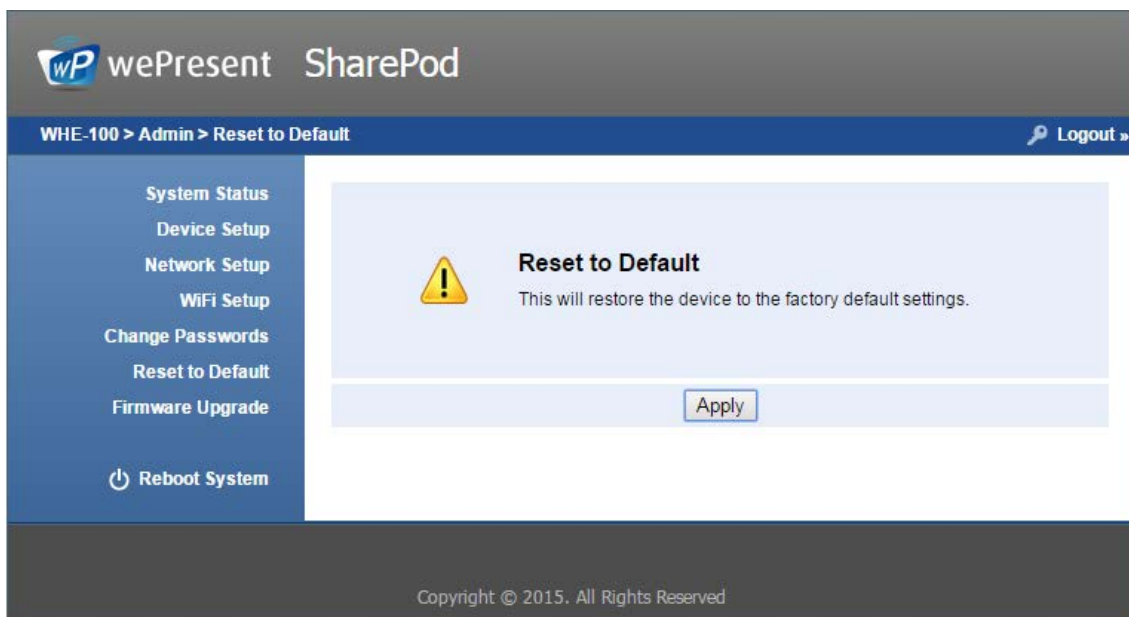 wP wePresent SharePod
WHE-100 > Admin > Reset to Default
Logout »
System Status
Device Setup
Network Setup
WiFi Setup
Change Passwords
Reset to Default
Firmware Upgrade
Reboot System
Reset to Default
This will restore the device to the factory default settings.
Apply
Copyright © 2015. All Rights Reserved